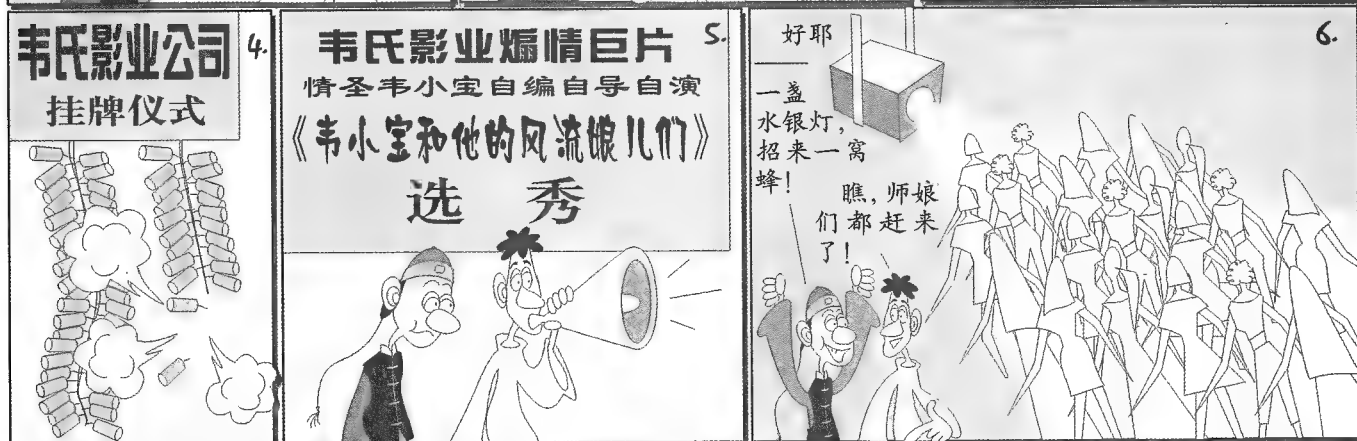 韦氏影业公司
挂牌仪式
4.
韦氏影业煽情巨片
情圣韦小宝自编自导自演
《韦小宝和他的风流娘儿们》
选 秀
5.
好耶
一盏
水银灯,
招来一窝
蜂!
瞧,师娘
们都赶来
了!
6.